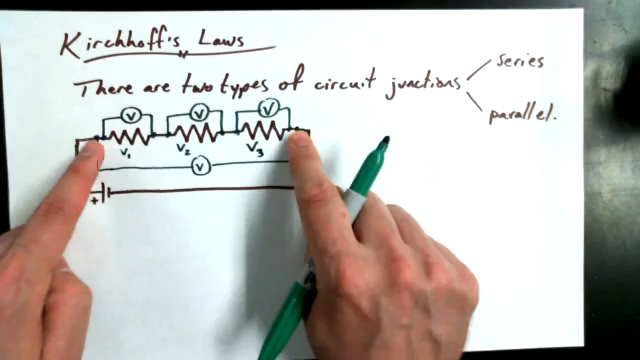 Kirchhoff's Laws
There are two types of circuit junctions
series
parallel.
V V V
V1 V2 V3
V
+